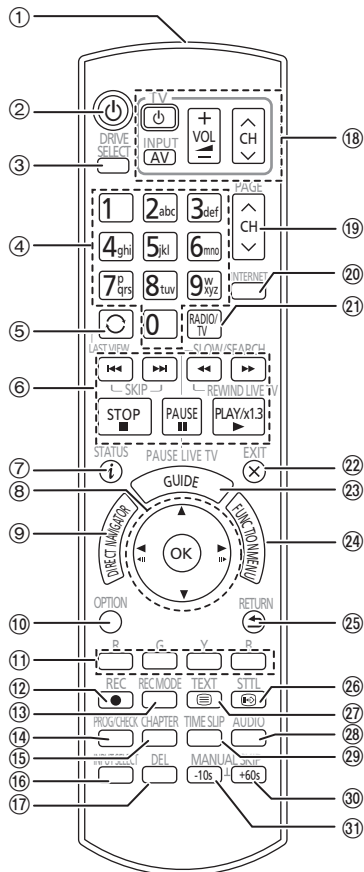 ①
②
TV
+
VOL
−
CH
INPUT
AV
⑱
DRIVE
SELECT
③
PAGE
CH
⑲
④
1 2abc 3def
4ghi 5jkl 6mno
7pqrs 8tuv 9wxyz
INTERNET
⑳
⑤
0
RADIO/
TV
㉑
LAST VIEW
SLOW/SEARCH
⑥
SKIP
REWIND LIVE TV
STOP
PAUSE
PLAY/x1.3
STATUS
PAUSE LIVE TV
EXIT
⑦
i
㉒
GUIDE
㉓
⑧
⑨
DIRECT NAVIGATOR
OK
FUNCTION MENU
㉔
OPTION
RETURN
⑩
㉕
R G Y B
⑪
REC
REC MODE
TEXT
STTL
⑫
⑬
㉖
㉗
PROG/CHECK
CHAPTER
TIME SLIP
AUDIO
⑭
⑮
㉘
㉙
INPUT SELECT
DEL
MANUAL SKIP
⑯
⑰
-10s
+60s
㉚
㉛